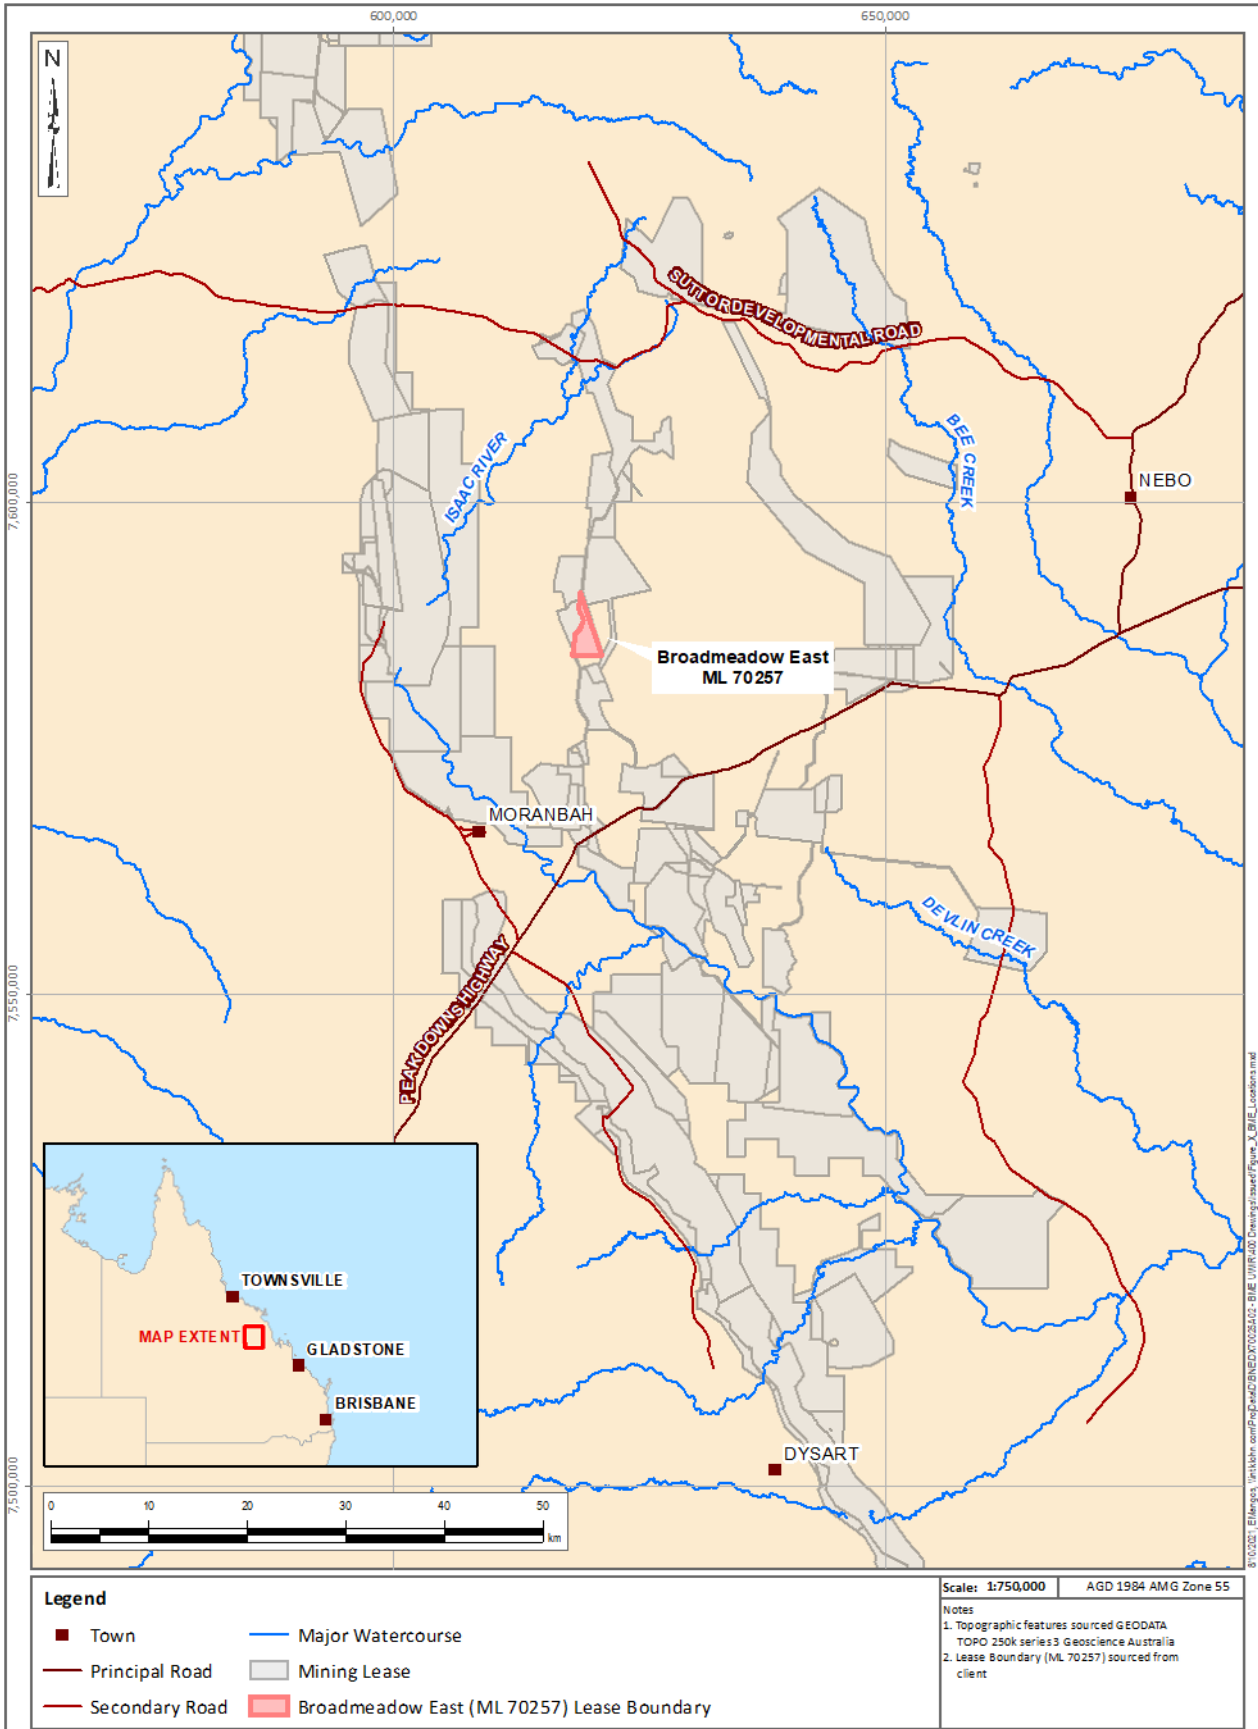 600,000
650,000
N
SUTTOR DEVELOPMENTAL ROAD
BEE CREEK
ISAAC RIVER
NEBO
7,600,000
Broadmeadow East
ML 70257
MORANBAH
DEVLIN CREEK
7,550,000
PEAK DOWNS HIGHWAY
TOWNSVILLE
MAP EXTENT
GLADSTONE
BRISBANE
DYSART
7,500,000
0 10 20 30 40 50
km
Legend
Town
Major Watercourse
Principal Road
Mining Lease
Secondary Road
Broadmeadow East (ML 70257) Lease Boundary
Scale: 1:750,000
AGD 1984 AMG Zone 55
Notes
1. Topographic features sourced GEODATA
TOPO 250k series 3 Geoscience Australia
2. Lease Boundary (ML 70257) sourced from
client